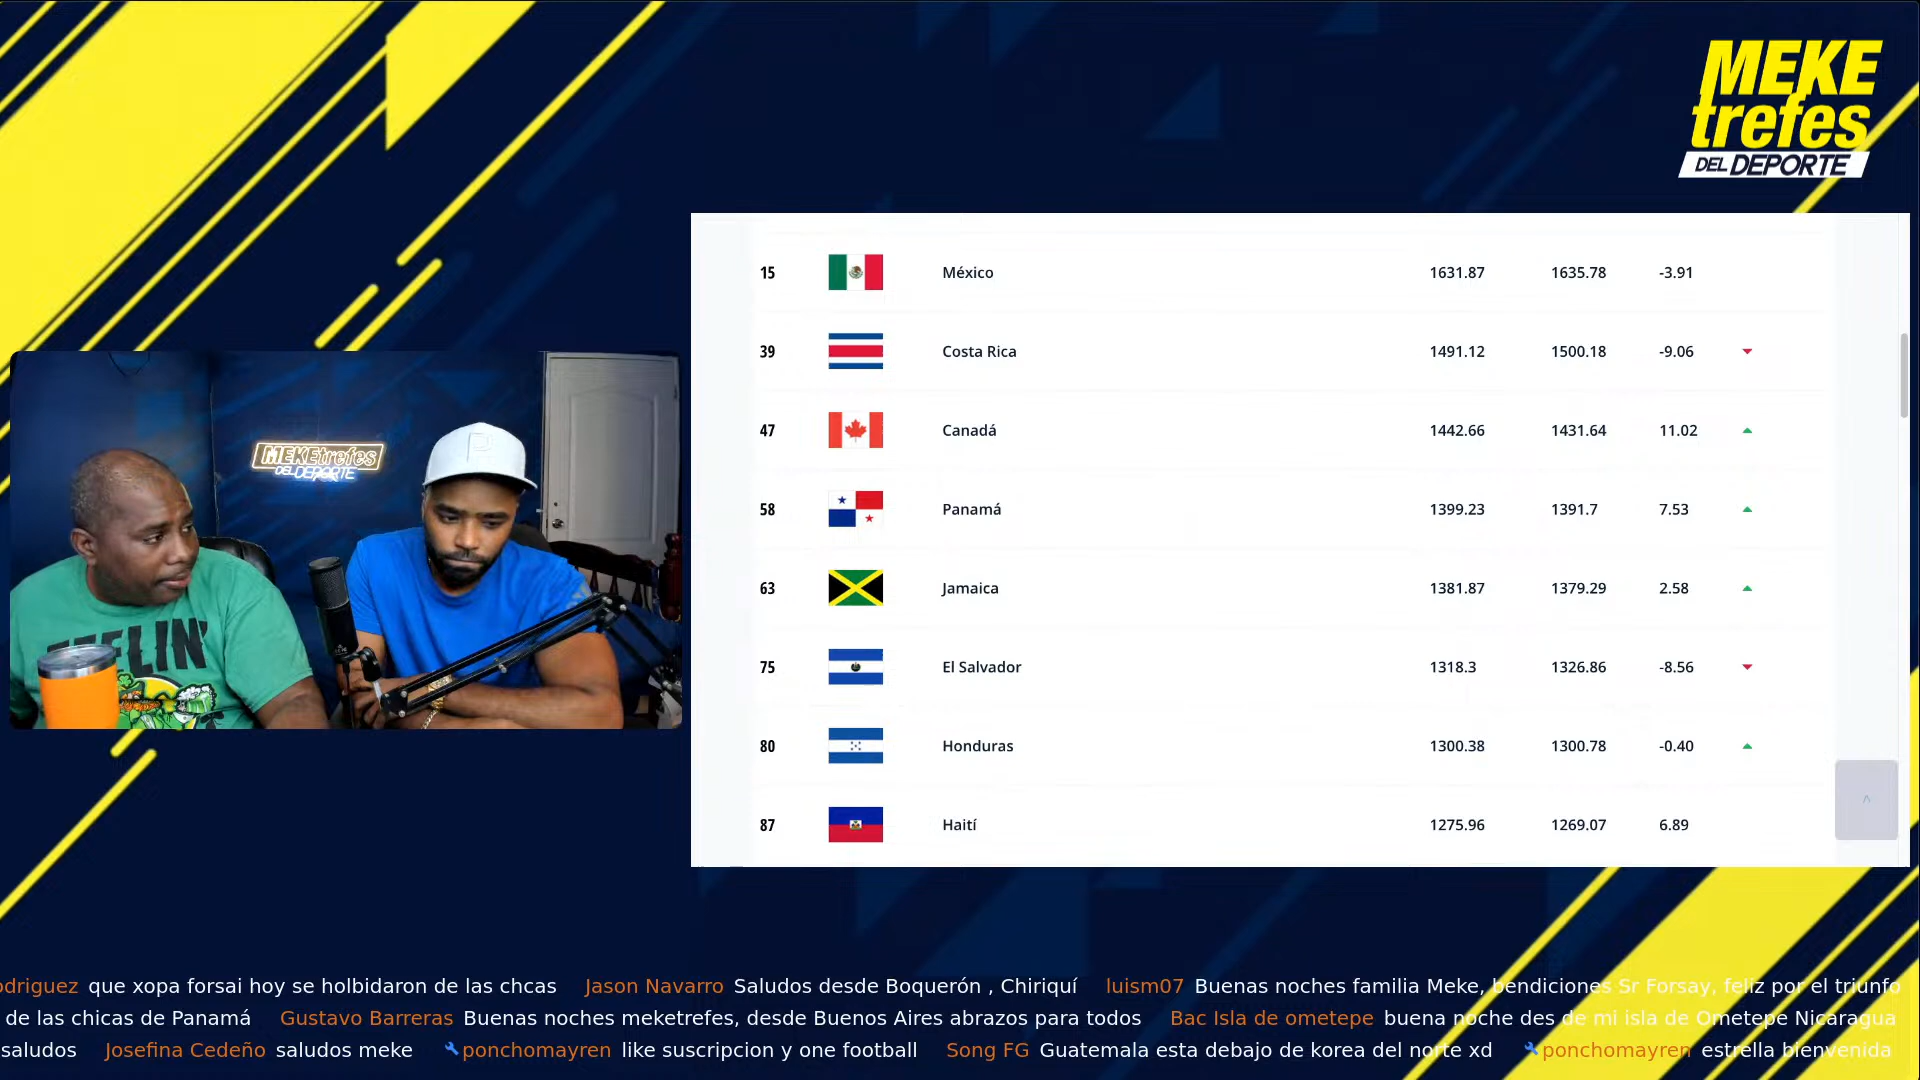 MEKE
trefes
DEL DEPORTE
15 México 1631.87 1635.78 -3.91
39 Costa Rica 1491.12 1500.18 -9.06
47 Canadá 1442.66 1431.64 11.02
58 Panamá 1399.23 1391.7 7.53
63 Jamaica 1381.87 1379.29 2.58
75 El Salvador 1318.3 1326.86 -8.56
80 Honduras 1300.38 1300.78 -0.40
87 Haití 1275.96 1269.07 6.89
MEKEtrefes
DEL DEPORTE
odriguez que xopa forsai hoy se holbidaron de las chcas Jason Navarro Saludos desde Boquerón , Chiriquí luism07 Buenas noches familia Meke, bendiciones Sr Forsay, feliz por el triunfo
de las chicas de Panamá Gustavo Barreras Buenas noches meketrefes, desde Buenos Aires abrazos para todos Bac Isla de ometepe buena noche des de mi isla de Ometepe Nicaragua
saludos Josefina Cedeño saludos meke ponchomayren like suscripcion y one football Song FG Guatemala esta debajo de korea del norte xd ponchomayren estrella bienvenida